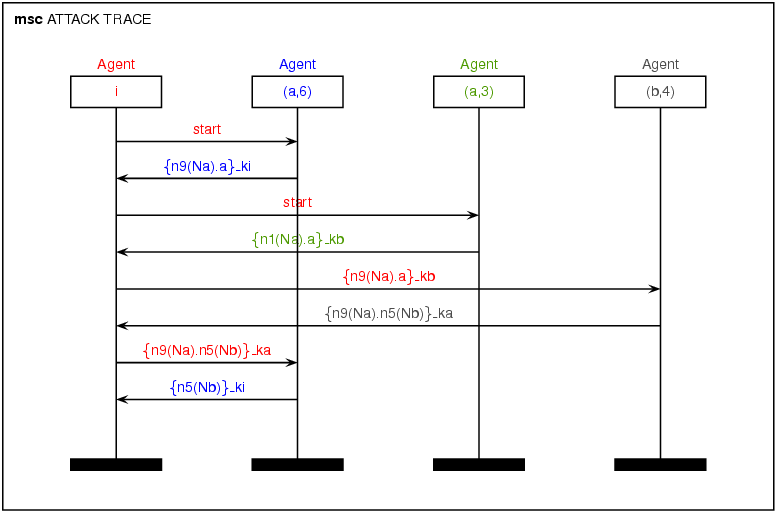 msc ATTACK TRACE
Agent Agent Agent Agent
i (a,6) (a,3) (b,4)
start
{n9(Na).a}_ki
start
{n1(Na).a}_kb
{n9(Na).a}_kb
{n9(Na).n5(Nb)}_ka
{n9(Na).n5(Nb)}_ka
{n5(Nb)}_ki